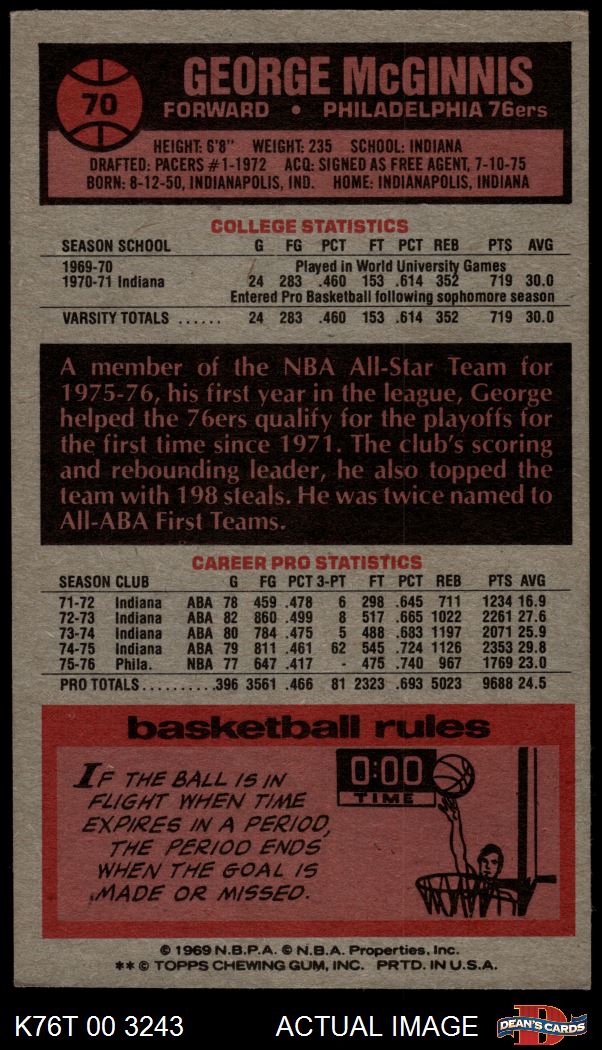 70
GEORGE McGINNIS
FORWARD • PHILADELPHIA 76ers
HEIGHT: 6'8" WEIGHT: 235 SCHOOL: INDIANA
DRAFTED: PACERS #1-1972 ACQ: SIGNED AS FREE AGENT, 7-10-75
BORN: 8-12-50, INDIANAPOLIS, IND. HOME: INDIANAPOLIS, INDIANA
COLLEGE STATISTICS
SEASON SCHOOL G FG PCT FT PCT REB PTS AVG
1969-70 Played in World University Games
1970-71 Indiana 24 283 .460 153 .614 352 719 30.0
Entered Pro Basketball following sophomore season
VARSITY TOTALS ...... 24 283 .460 153 .614 352 719 30.0
A member of the NBA All-Star Team for
1975-76, his first year in the league, George
helped the 76ers qualify for the playoffs for
the first time since 1971. The club's scoring
and rebounding leader, he also topped the
team with 198 steals. He was twice named to
All-ABA First Teams.
CAREER PRO STATISTICS
SEASON CLUB G FG PCT 3-PT FT PCT REB PTS AVG
71-72 Indiana ABA 78 459 .478 6 298 .645 711 1234 16.9
72-73 Indiana ABA 82 860 .499 8 517 .665 1022 2261 27.6
73-74 Indiana ABA 80 784 .475 5 488 .683 1197 2071 25.9
74-75 Indiana ABA 79 811 .461 62 545 .724 1126 2353 29.8
75-76 Phila. NBA 77 647 .417 - 475 .740 967 1769 23.0
PRO TOTALS.......... 396 3561 .466 81 2323 .693 5023 9688 24.5
basketball rules
IF THE BALL IS IN
FLIGHT WHEN TIME
EXPIRES IN A PERIOD,
THE PERIOD ENDS
WHEN THE GOAL IS
MADE OR MISSED.
0:00
TIME
© 1969 N.B.P.A. © N.B.A. Properties, Inc.
** © TOPPS CHEWING GUM, INC. PRTD. IN U.S.A.
K76T 00 3243 ACTUAL IMAGE
D
DEAN'S CARDS